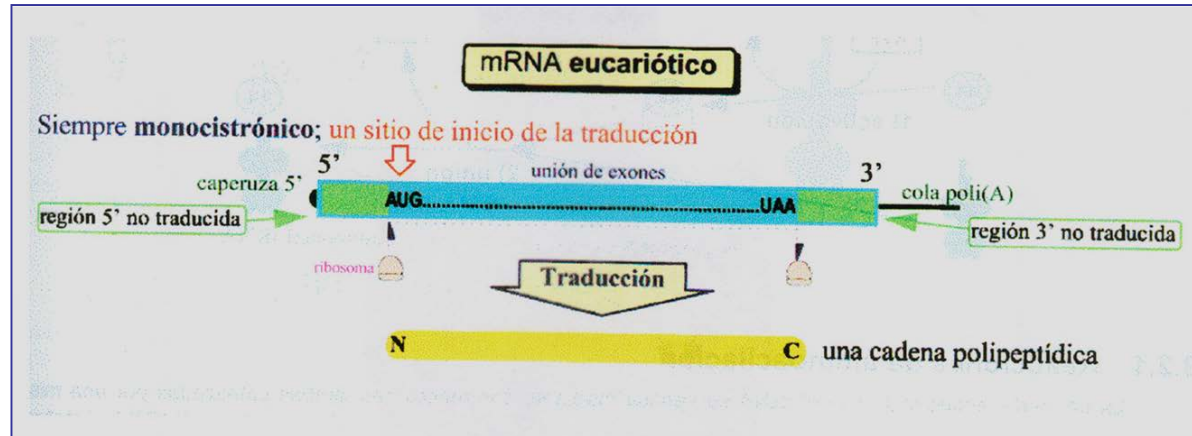 mRNA eucariótico
Siempre monocistrónico; un sitio de inicio de la traducción
5’
3’
caperuza 5’
unión de exones
cola poli(A)
AUG
UAA
región 5’ no traducida
región 3’ no traducida
ribosoma
Traducción
N
C
una cadena polipeptídica